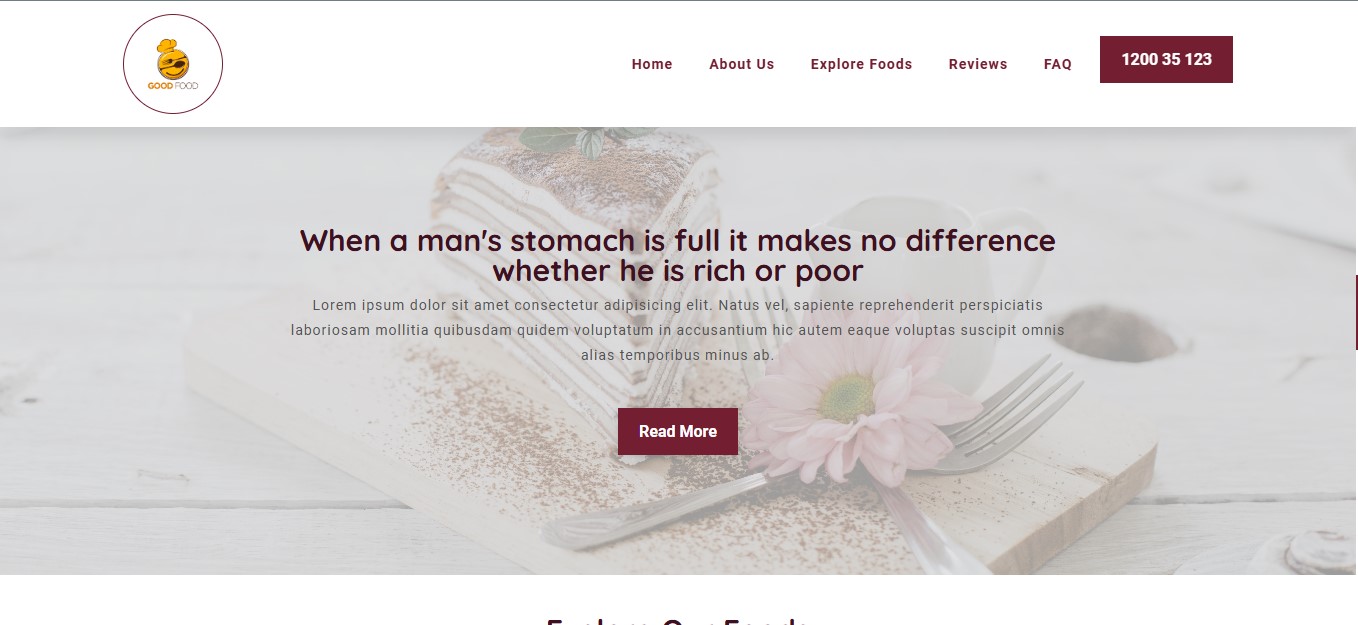 GOOD FOOD
Home About Us Explore Foods Reviews FAQ 1200 35 123
When a man's stomach is full it makes no difference
whether he is rich or poor
Lorem ipsum dolor sit amet consectetur adipisicing elit. Natus vel, sapiente reprehenderit perspiciatis
laboriosam mollitia quibusdam quidem voluptatum in accusantium hic autem eaque voluptas suscipit omnis
alias temporibus minus ab.
Read More
Explore Our Foods